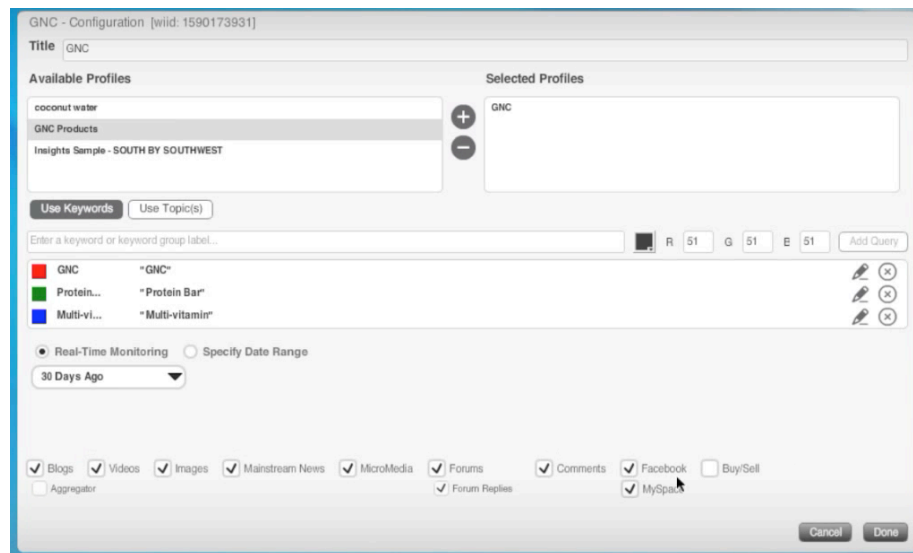 GNC - Configuration [wiid: 1590173931]
Title GNC
Available Profiles
Selected Profiles
coconut water
GNC Products
Insights Sample - SOUTH BY SOUTHWEST
GNC
Use Keywords Use Topic(s)
Enter a keyword or keyword group label... R 51 G 51 B 51 Add Query
GNC "GNC"
Protein... "Protein Bar"
Multi-vi... "Multi-vitamin"
Real-Time Monitoring Specify Date Range
30 Days Ago
Blogs Videos Images Mainstream News MicroMedia Forums Comments Facebook Buy/Sell
Aggregator Forum Replies MySpace
Cancel Done